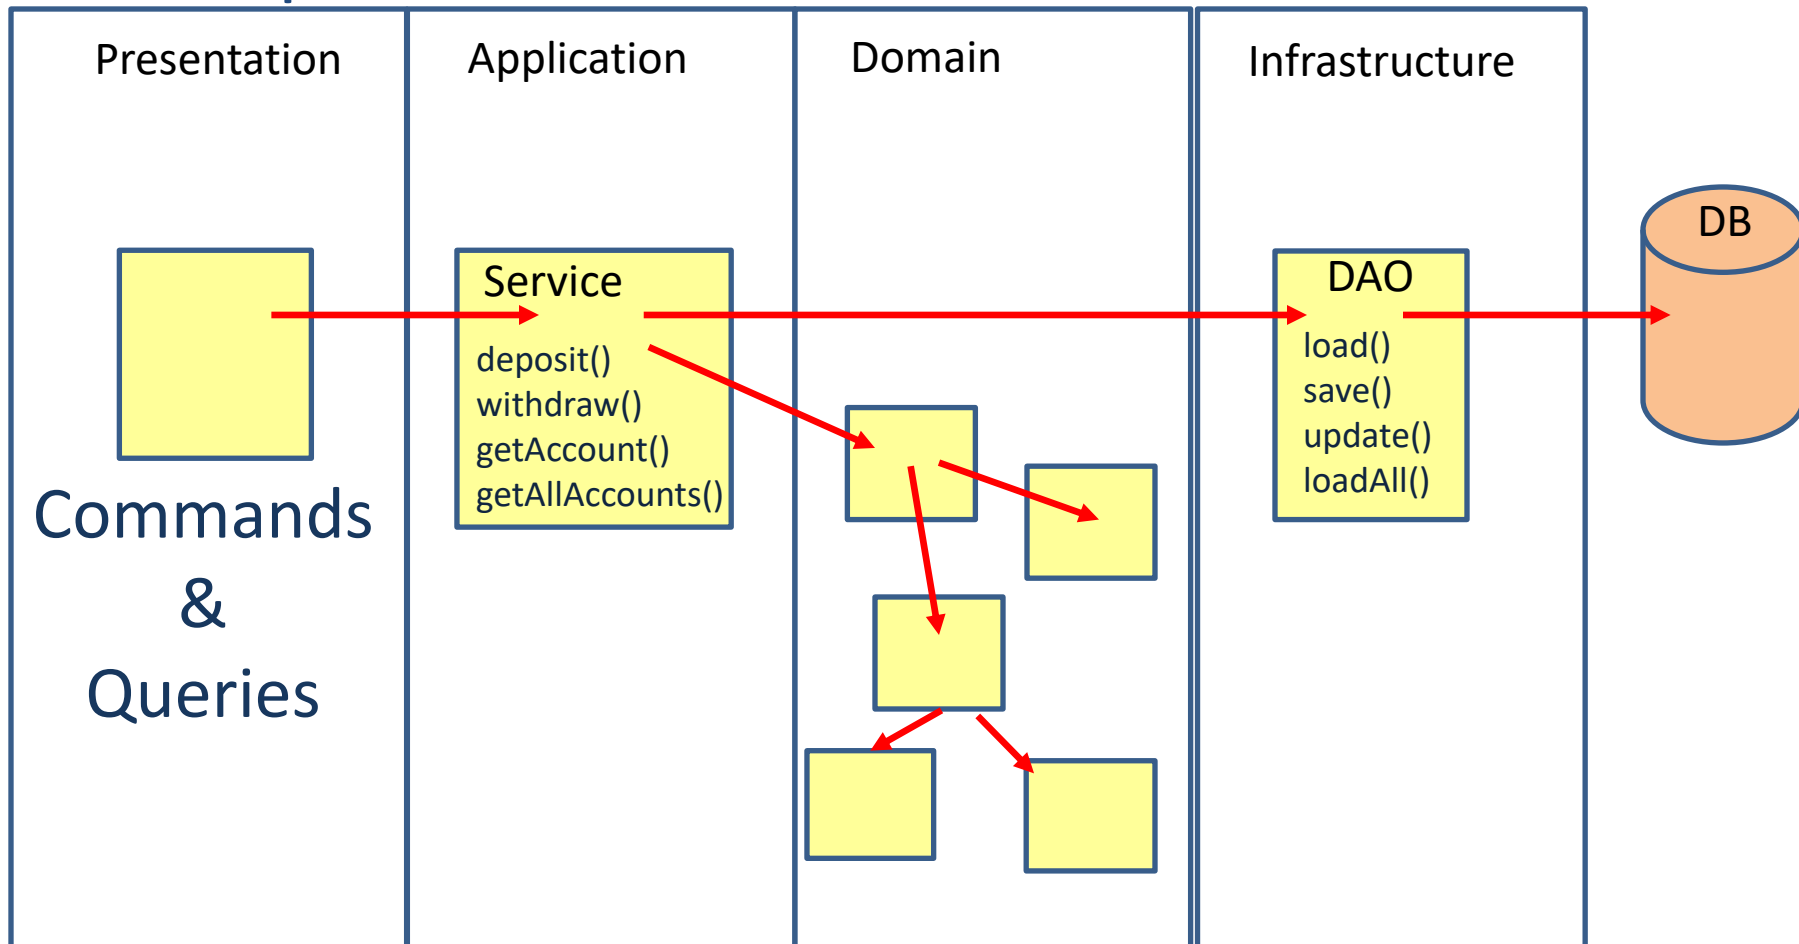 Presentation
Application
Domain
Infrastructure
DB
Service
deposit()
withdraw()
getAccount()
getAllAccounts()
DAO
load()
save()
update()
loadAll()
Commands
&
Queries